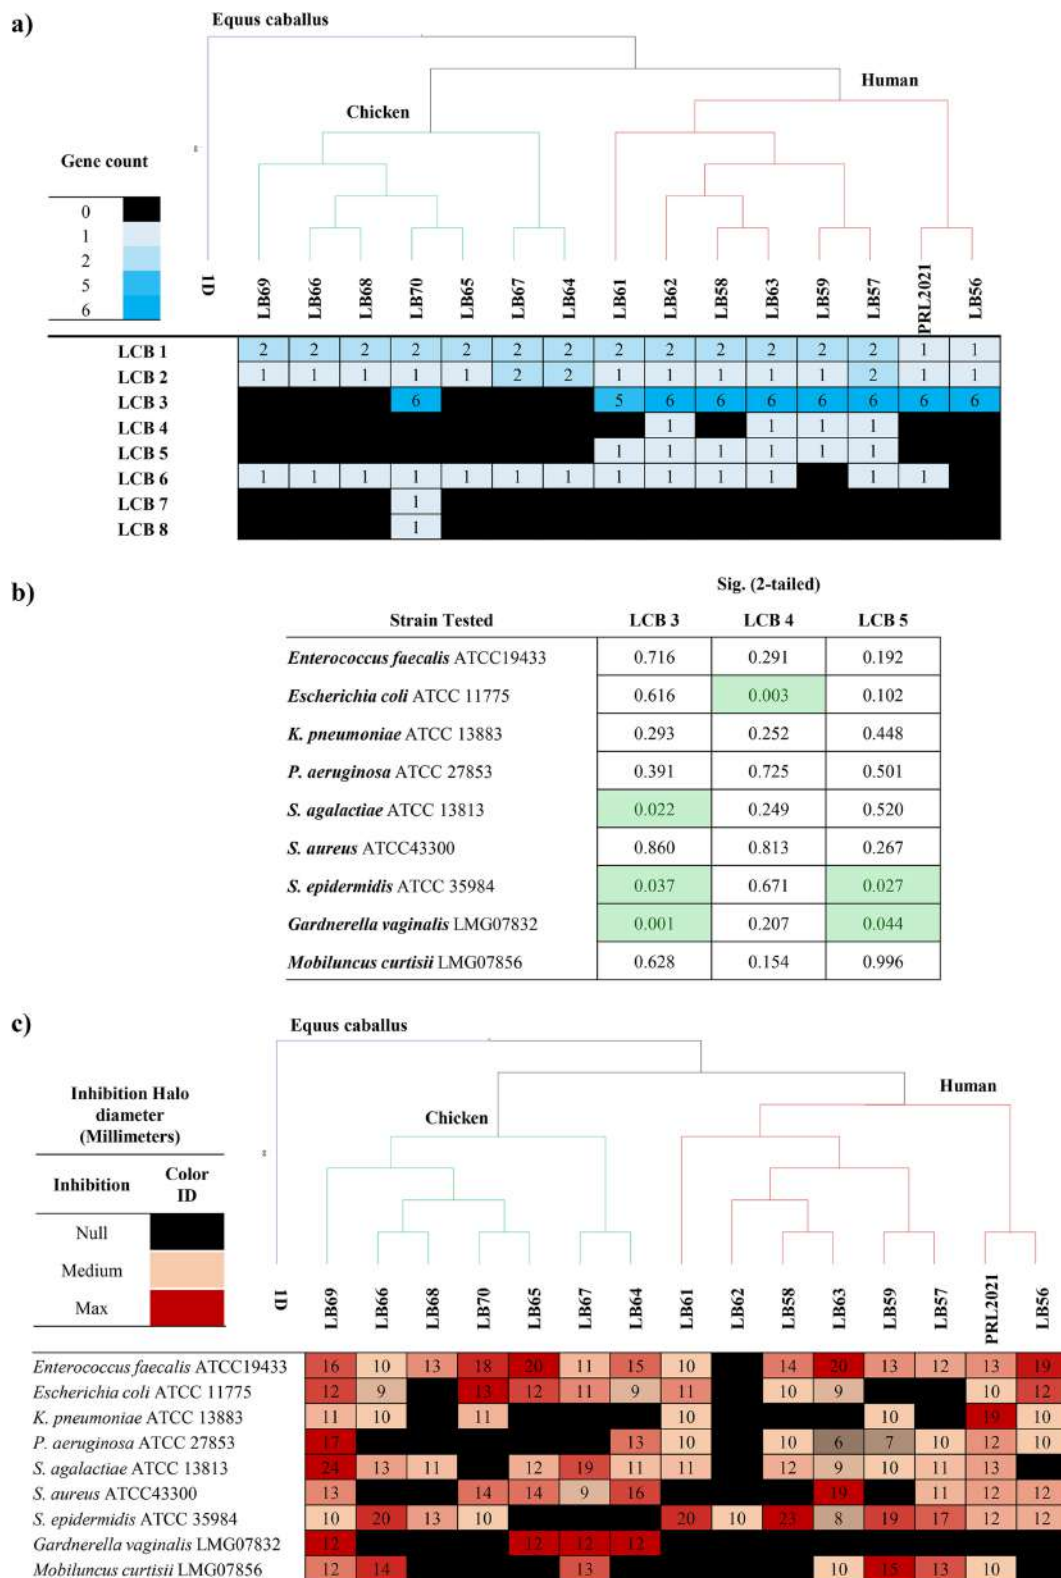 a)
Equus caballus
Human
Chicken
Gene count
0
1
2
5
6
ID LB69 LB66 LB68 LB70 LB65 LB67 LB64 LB61 LB62 LB58 LB63 LB59 LB57 PRL2021 LB56
LCB 1 2 2 2 2 2 2 2 2 2 2 2 2 2 1 1
LCB 2 1 1 1 1 1 2 2 1 1 1 1 1 2 1 1
LCB 3 6 5 6 6 6 6 6 6 6
LCB 4 1 1 1 1
LCB 5 1 1 1 1 1 1
LCB 6 1 1 1 1 1 1 1 1 1 1 1 1 1
LCB 7 1
LCB 8 1
b)
Sig. (2-tailed)
Strain Tested LCB 3 LCB 4 LCB 5
Enterococcus faecalis ATCC19433 0.716 0.291 0.192
Escherichia coli ATCC 11775 0.616 0.003 0.102
K. pneumoniae ATCC 13883 0.293 0.252 0.448
P. aeruginosa ATCC 27853 0.391 0.725 0.501
S. agalactiae ATCC 13813 0.022 0.249 0.520
S. aureus ATCC43300 0.860 0.813 0.267
S. epidermidis ATCC 35984 0.037 0.671 0.027
Gardnerella vaginalis LMG07832 0.001 0.207 0.044
Mobiluncus curtisii LMG07856 0.628 0.154 0.996
c)
Equus caballus
Human
Chicken
Inhibition Halo
diameter
(Millimeters)
Inhibition Color
ID
Null
Medium
Max
ID LB69 LB66 LB68 LB70 LB65 LB67 LB64 LB61 LB62 LB58 LB63 LB59 LB57 PRL2021 LB56
Enterococcus faecalis ATCC19433 16 10 13 18 20 11 15 10 14 20 13 12 13 19
Escherichia coli ATCC 11775 12 9 13 12 11 9 11 10 9 10 12
K. pneumoniae ATCC 13883 11 10 11 10 10 19 10
P. aeruginosa ATCC 27853 17 13 10 10 6 7 10 12 10
S. agalactiae ATCC 13813 24 13 11 12 19 11 11 12 9 10 11 13
S. aureus ATCC43300 13 14 14 9 16 19 11 12 12
S. epidermidis ATCC 35984 10 20 13 10 20 10 23 8 19 17 12 12
Gardnerella vaginalis LMG07832 12 12 12 12
Mobiluncus curtisii LMG07856 12 14 13 10 15 13 10